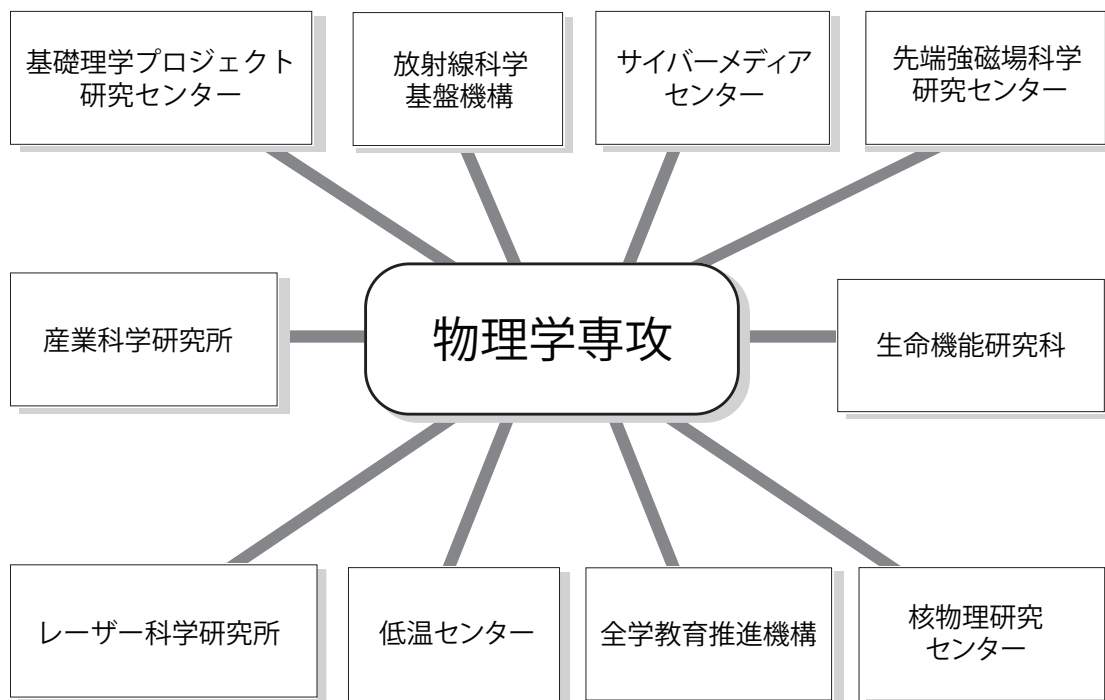 基礎理学プロジェクト
研究センター
放射線科学
基盤機構
サイバーメディア
センター
先端強磁場科学
研究センター
産業科学研究所
物理学専攻
生命機能研究科
レーザー科学研究所
低温センター
全学教育推進機構
核物理研究
センター